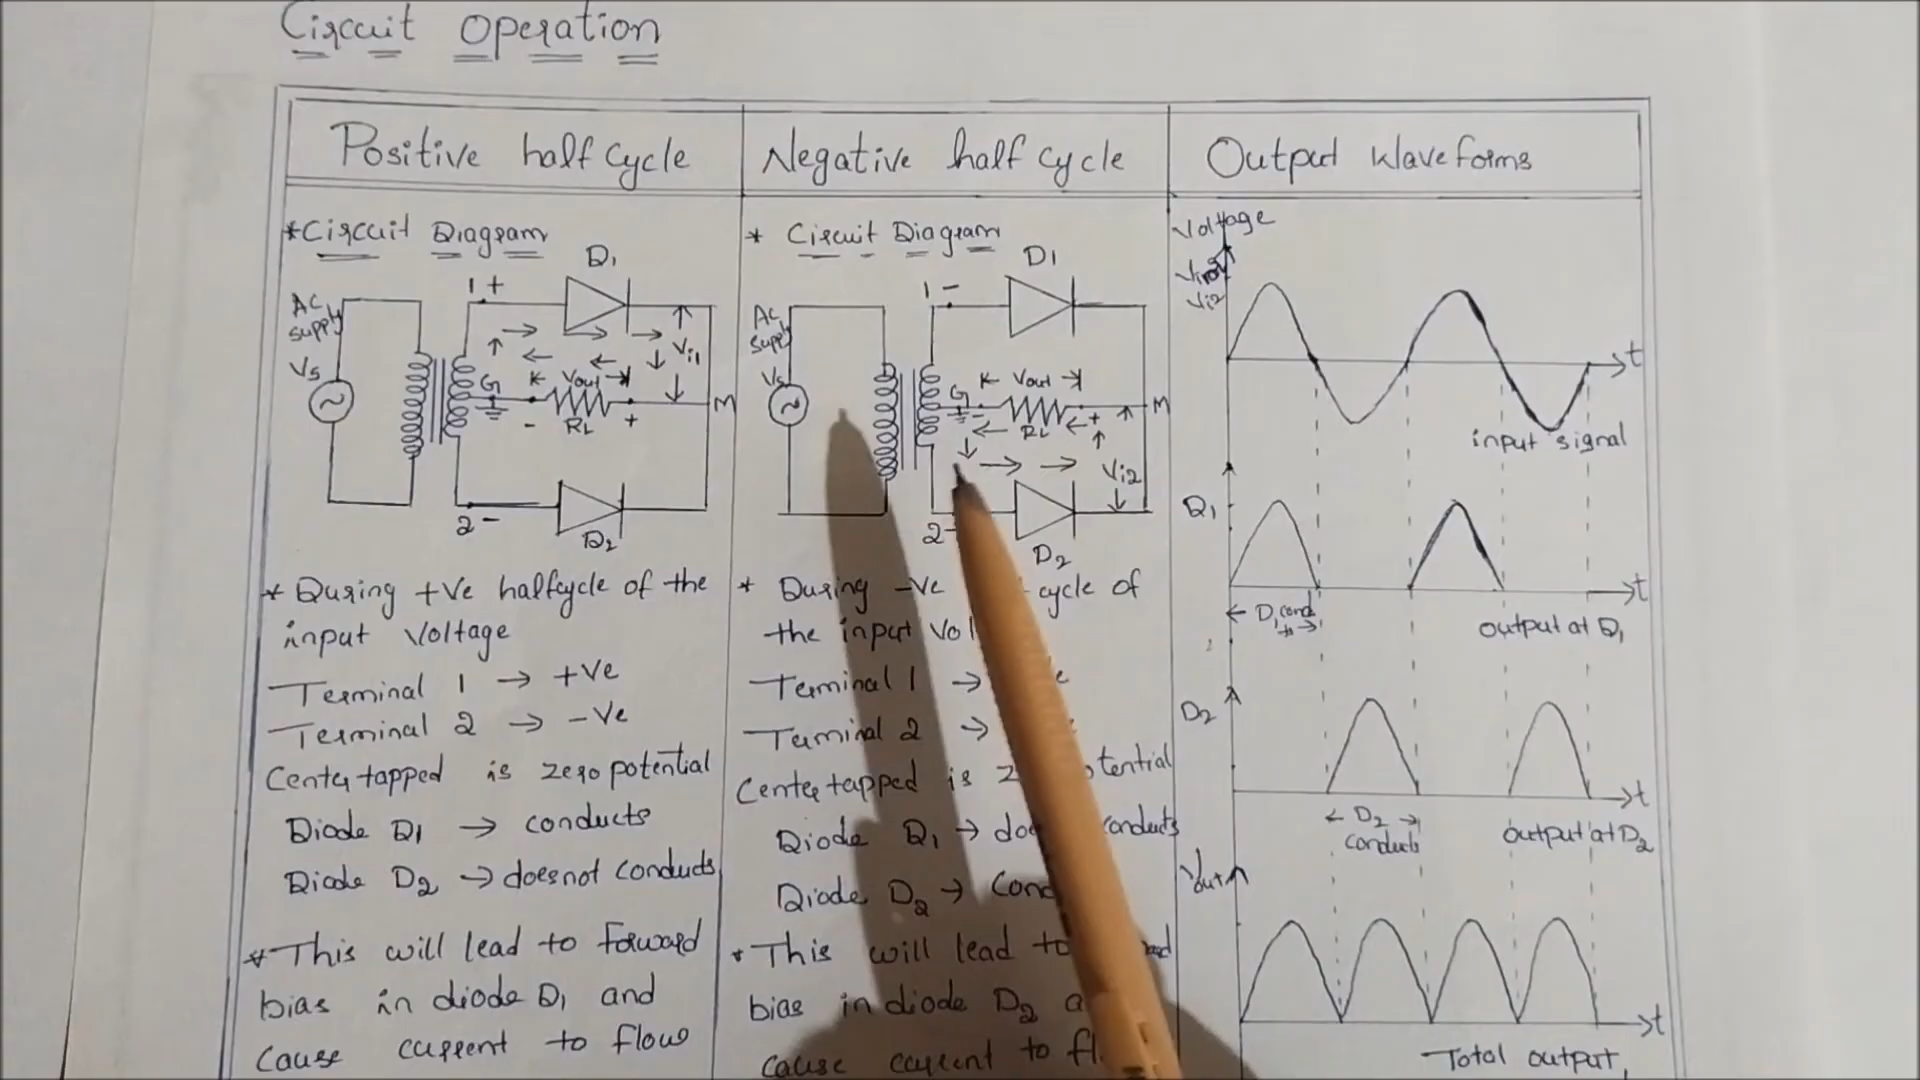 Circuit Operation
Positive half cycle
Negative half cycle
Output Waveforms
*Circuit Diagram
D1
1 +
AC
supply
Vs
G
Vout
Vi1
M
- RL +
2 -
D2
* During +Ve halfcycle of the
input Voltage
Terminal 1 → +Ve
Terminal 2 → -Ve
Center tapped is zero potential
Diode D1 → conducts
Diode D2 → doesnot conducts
*This will lead to forward
bias in diode D1 and
cause current to flow
* Circuit Diagram
D1
1 -
AC
supply
Vs
G
Vout
M
- RL +
Vi2
2
D2
* During -Ve cycle of
the input
Terminal 1 →
Terminal 2 →
Center tapped is
Diode D1 → conducts
Diode D2 →
*This will lead to
bias in diode D2
cause current to
Voltage
Vi2
t
input signal
D1
t
D1 cond
output at D1
D2
t
D2
conducts
output at D2
Vout
t
Total output